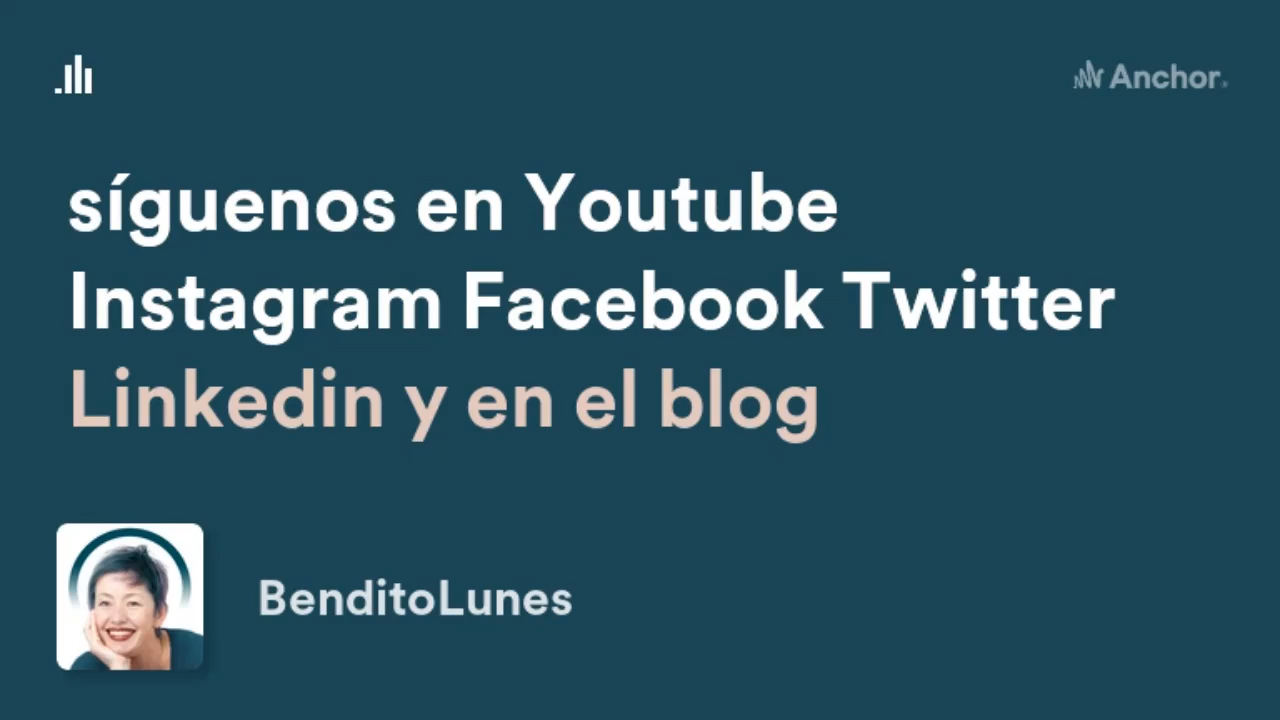 Anchor
síguenos en Youtube
Instagram Facebook Twitter
Linkedin y en el blog
BenditoLunes